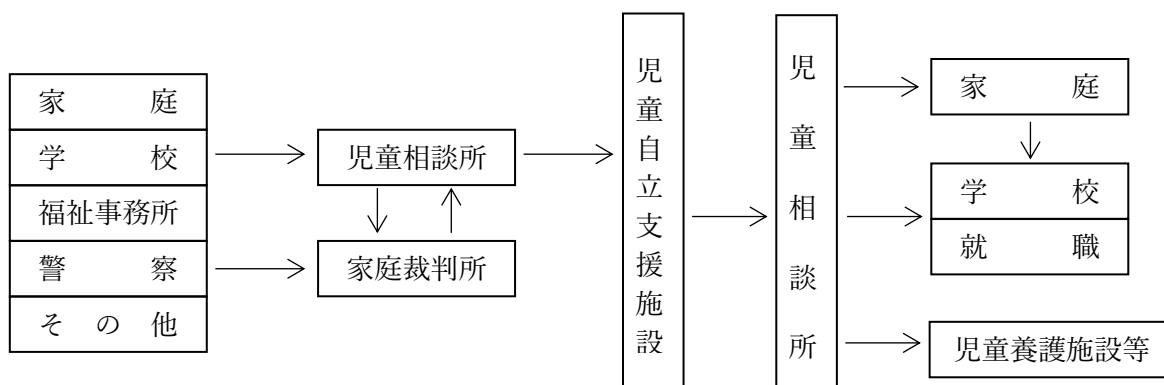 家庭
学校
福祉事務所
警察
その他
児童相談所
家庭裁判所
児童自立支援施設
児童相談所
家庭
学校
就職
児童養護施設等